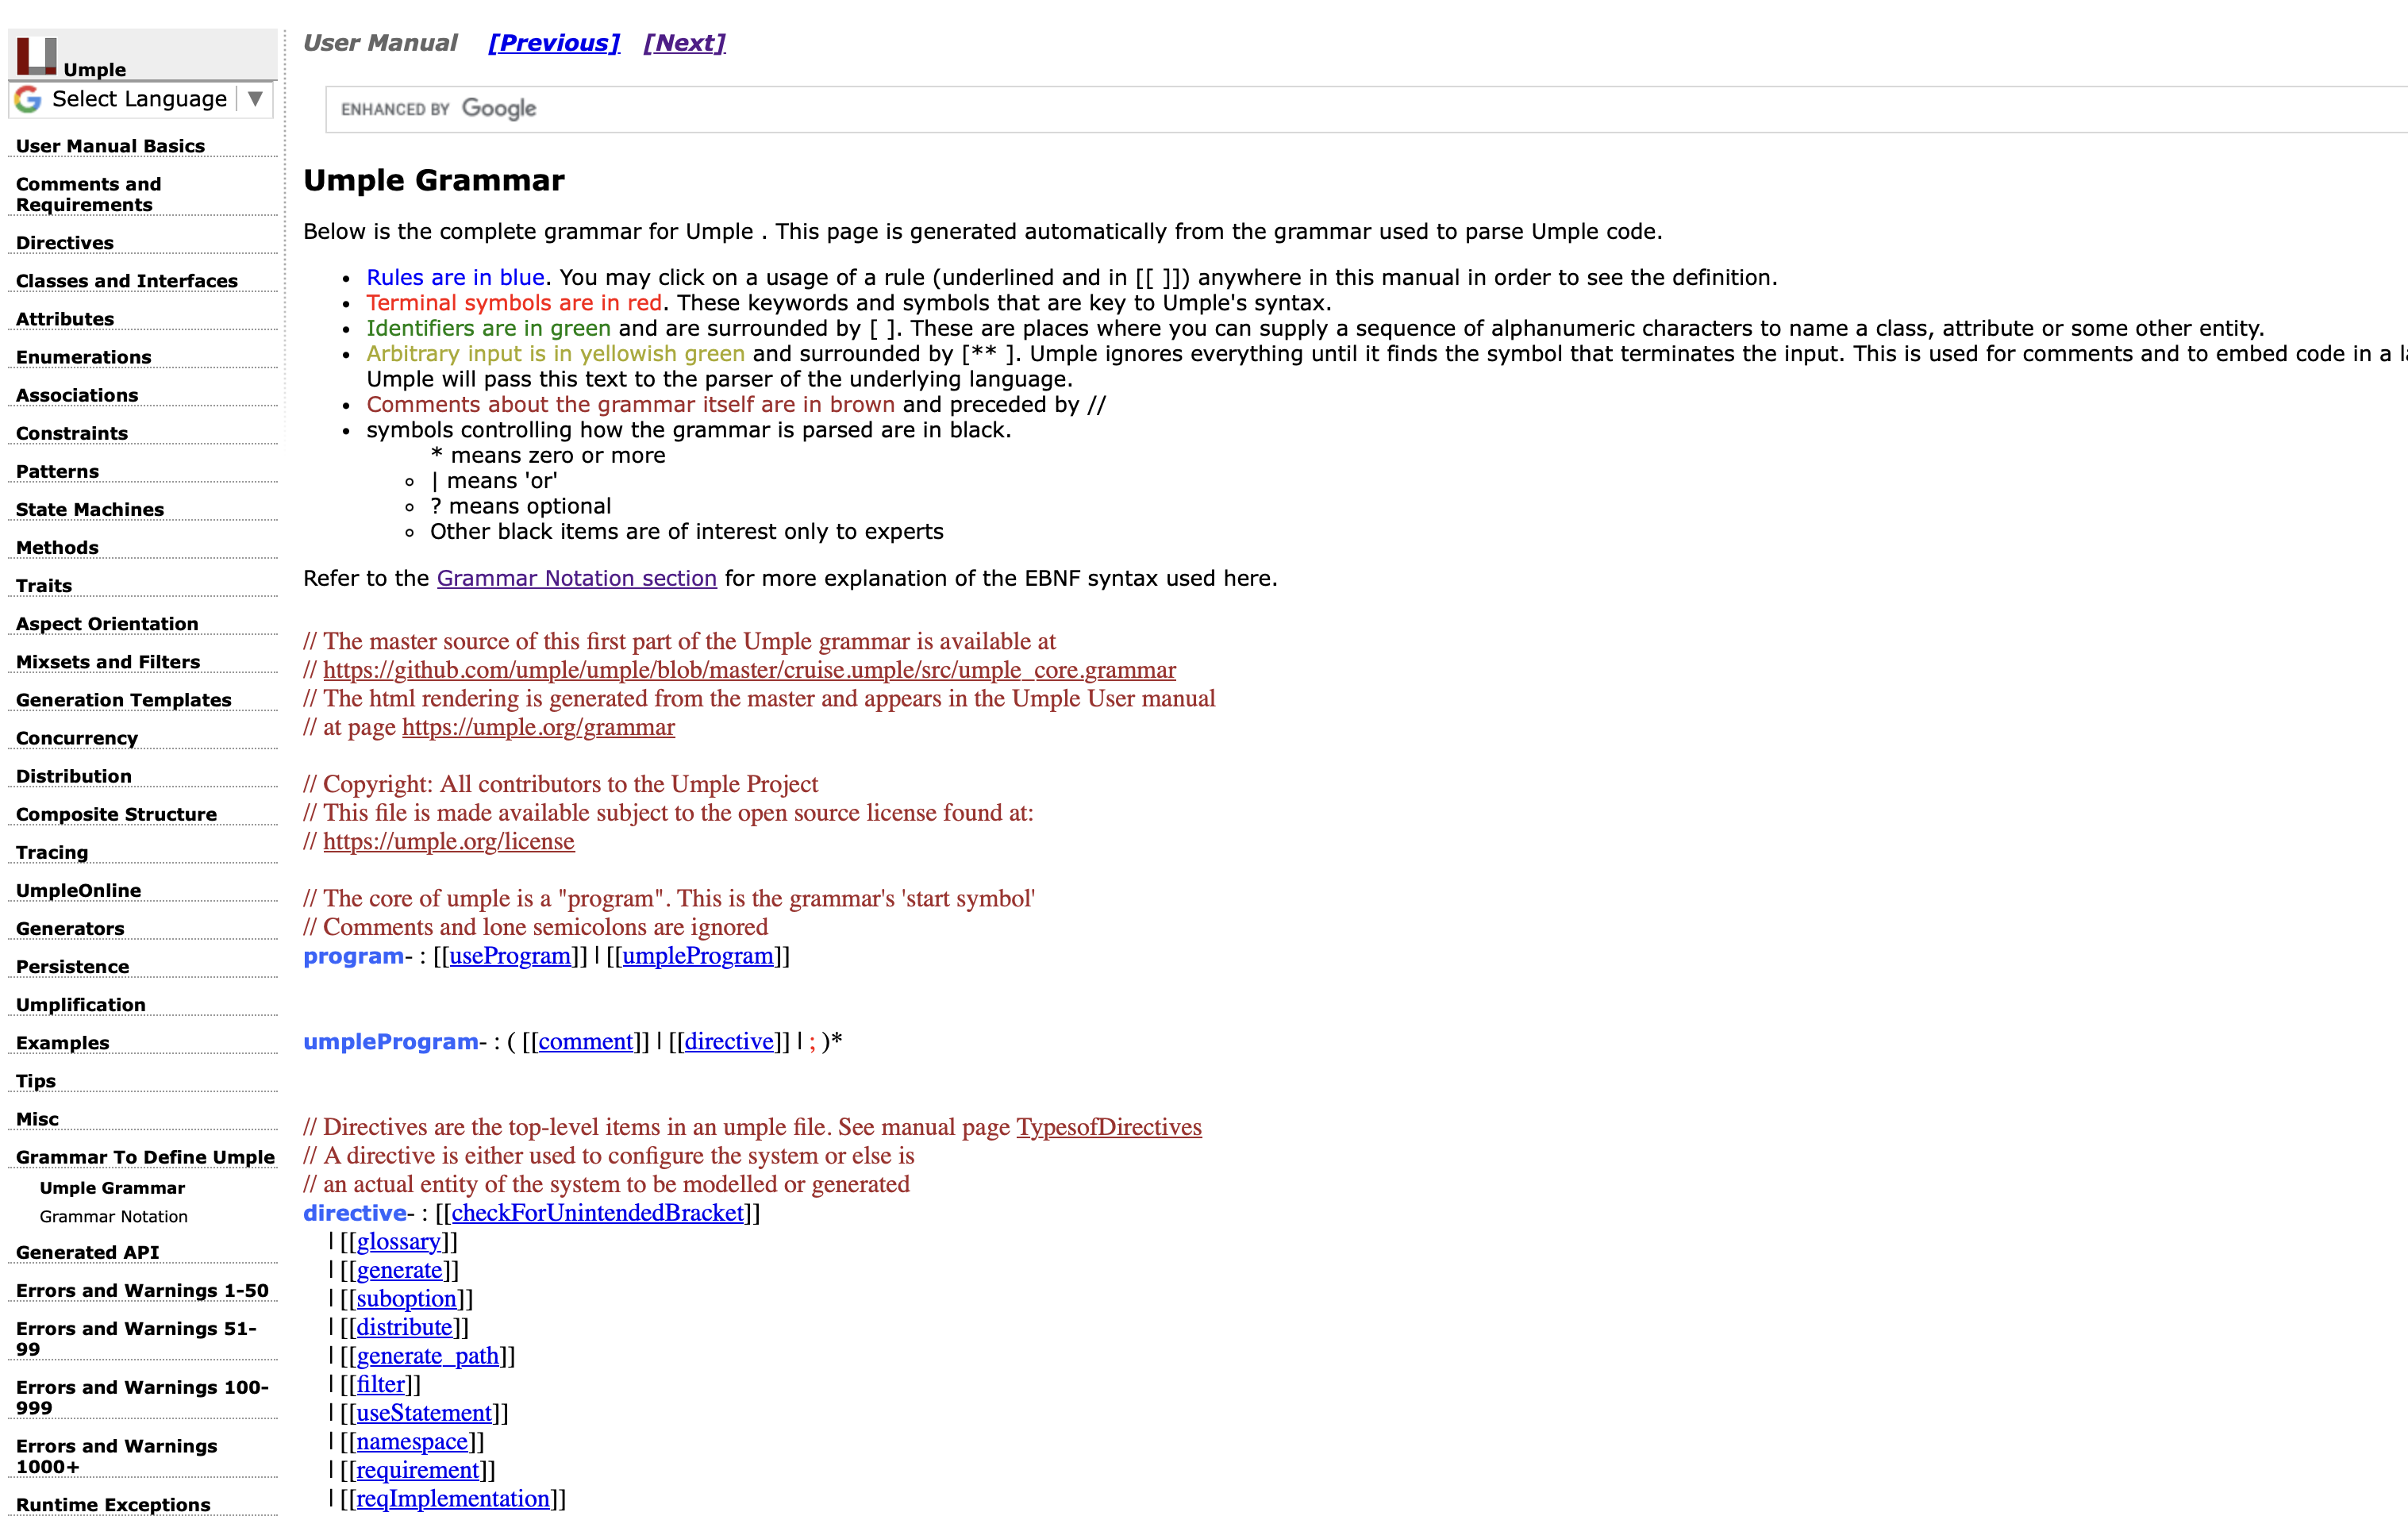 Umple
Select Language ▼
User Manual Basics
Comments and
Requirements
Directives
Classes and Interfaces
Attributes
Enumerations
Associations
Constraints
Patterns
State Machines
Methods
Traits
Aspect Orientation
Mixsets and Filters
Generation Templates
Concurrency
Distribution
Composite Structure
Tracing
UmpleOnline
Generators
Persistence
Umplification
Examples
Tips
Misc
Grammar To Define Umple
Umple Grammar
Grammar Notation
Generated API
Errors and Warnings 1-50
Errors and Warnings 51-
99
Errors and Warnings 100-
999
Errors and Warnings
1000+
Runtime Exceptions
User Manual [Previous] [Next]
ENHANCED BY Google
Umple Grammar
Below is the complete grammar for Umple . This page is generated automatically from the grammar used to parse Umple code.
• Rules are in blue. You may click on a usage of a rule (underlined and in [[ ]]) anywhere in this manual in order to see the definition.
• Terminal symbols are in red. These keywords and symbols that are key to Umple's syntax.
• Identifiers are in green and are surrounded by [ ]. These are places where you can supply a sequence of alphanumeric characters to name a class, attribute or some other entity.
• Arbitrary input is in yellowish green and surrounded by [** ]. Umple ignores everything until it finds the symbol that terminates the input. This is used for comments and to embed code in a
Umple will pass this text to the parser of the underlying language.
• Comments about the grammar itself are in brown and preceded by //
• symbols controlling how the grammar is parsed are in black.
* means zero or more
◦ | means 'or'
◦ ? means optional
◦ Other black items are of interest only to experts
Refer to the Grammar Notation section for more explanation of the EBNF syntax used here.
// The master source of this first part of the Umple grammar is available at
// https://github.com/umple/umple/blob/master/cruise.umple/src/umple_core.grammar
// The html rendering is generated from the master and appears in the Umple User manual
// at page https://umple.org/grammar
// Copyright: All contributors to the Umple Project
// This file is made available subject to the open source license found at:
// https://umple.org/license
// The core of umple is a "program". This is the grammar's 'start symbol'
// Comments and lone semicolons are ignored
program- : [[useProgram]] | [[umpleProgram]]
umpleProgram- : ( [[comment]] | [[directive]] | ; )*
// Directives are the top-level items in an umple file. See manual page TypesofDirectives
// A directive is either used to configure the system or else is
// an actual entity of the system to be modelled or generated
directive- : [[checkForUnintendedBracket]]
| [[glossary]]
| [[generate]]
| [[suboption]]
| [[distribute]]
| [[generate_path]]
| [[filter]]
| [[useStatement]]
| [[namespace]]
| [[requirement]]
| [[reqImplementation]]